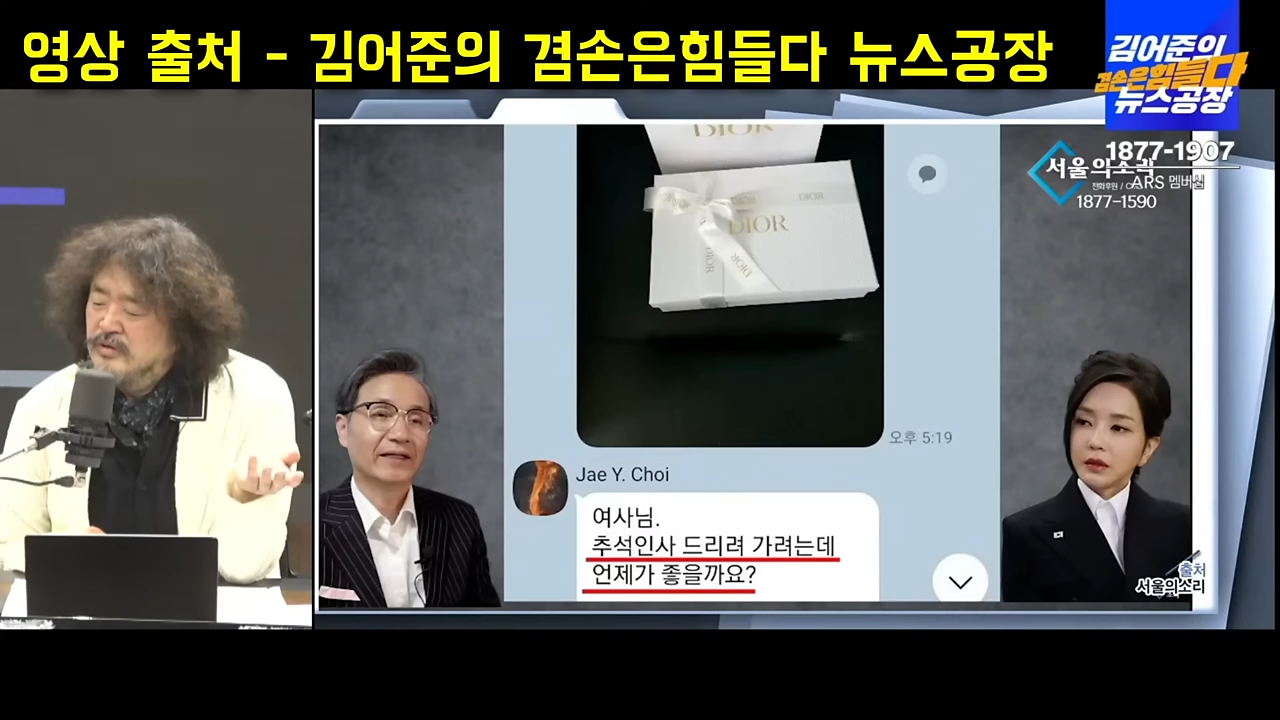 영상 출처 - 김어준의 겸손은힘들다 뉴스공장
김어준의
겸손은힘들다
뉴스공장
1877-1907
ARS 멤버십
서울의소리
1877-1590
DIOR
DIOR
DIOR
DIOR
DIOR
DIOR
오후 5:19
Jae Y. Choi
여사님.
추석인사 드리려 가려는데
언제가 좋을까요?
출처
서울의소리